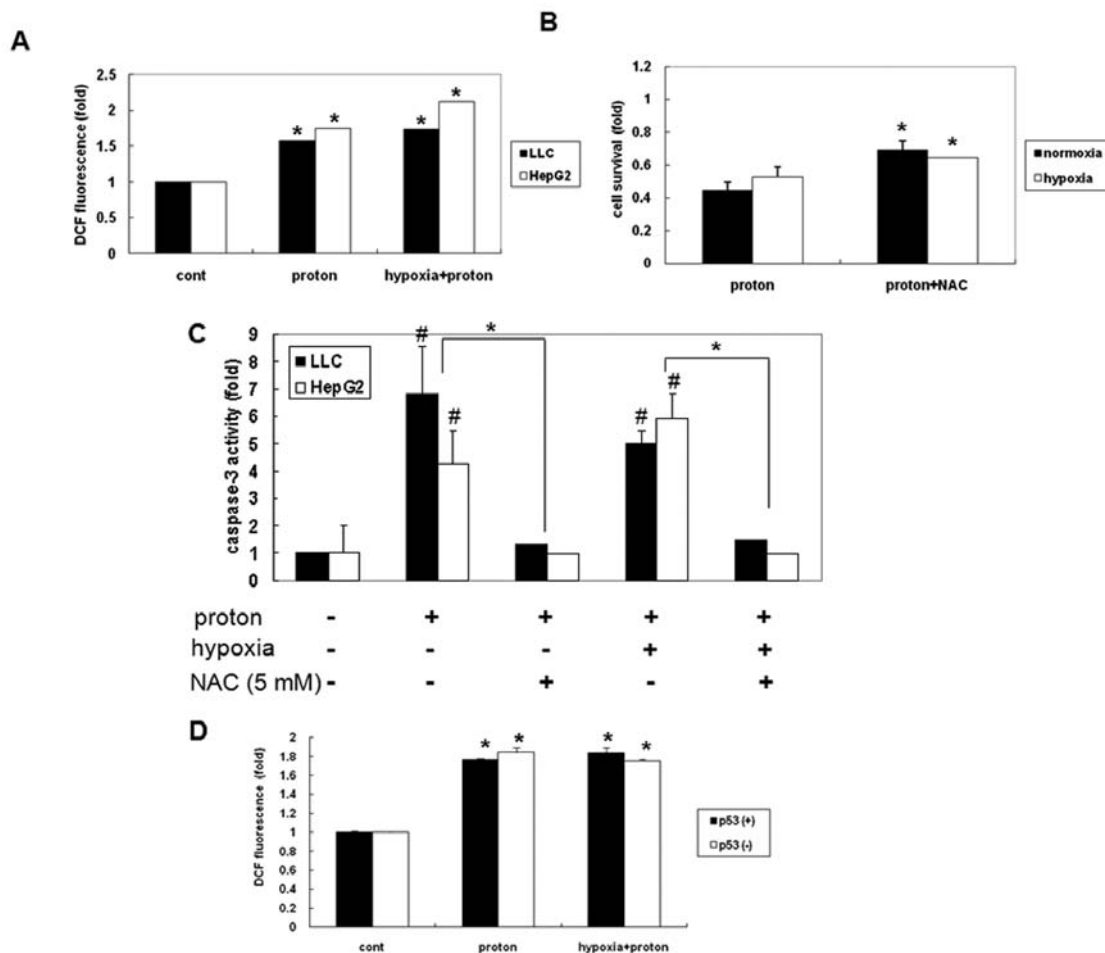 A
DCF fluorescence (fold)
2.5
2
1.5
1
0.5
0
* * * *
cont proton hypoxia+proton
LLC
HepG2
B
cell survival (fold)
1.2
1
0.8
0.6
0.4
0.2
0
* *
proton proton+NAC
normoxia
hypoxia
C
caspase-3 activity (fold)
9
8
7
6
5
4
3
2
1
0
LLC
HepG2
# # * # # *
proton - + + + +
hypoxia - - - + +
NAC (5 mM) - - + - +
D
DCF fluorescence (fold)
2
1.8
1.6
1.4
1.2
1
0.8
0.6
0.4
0.2
0
* * * *
cont proton hypoxia+proton
p53 (+)
p53 (-)